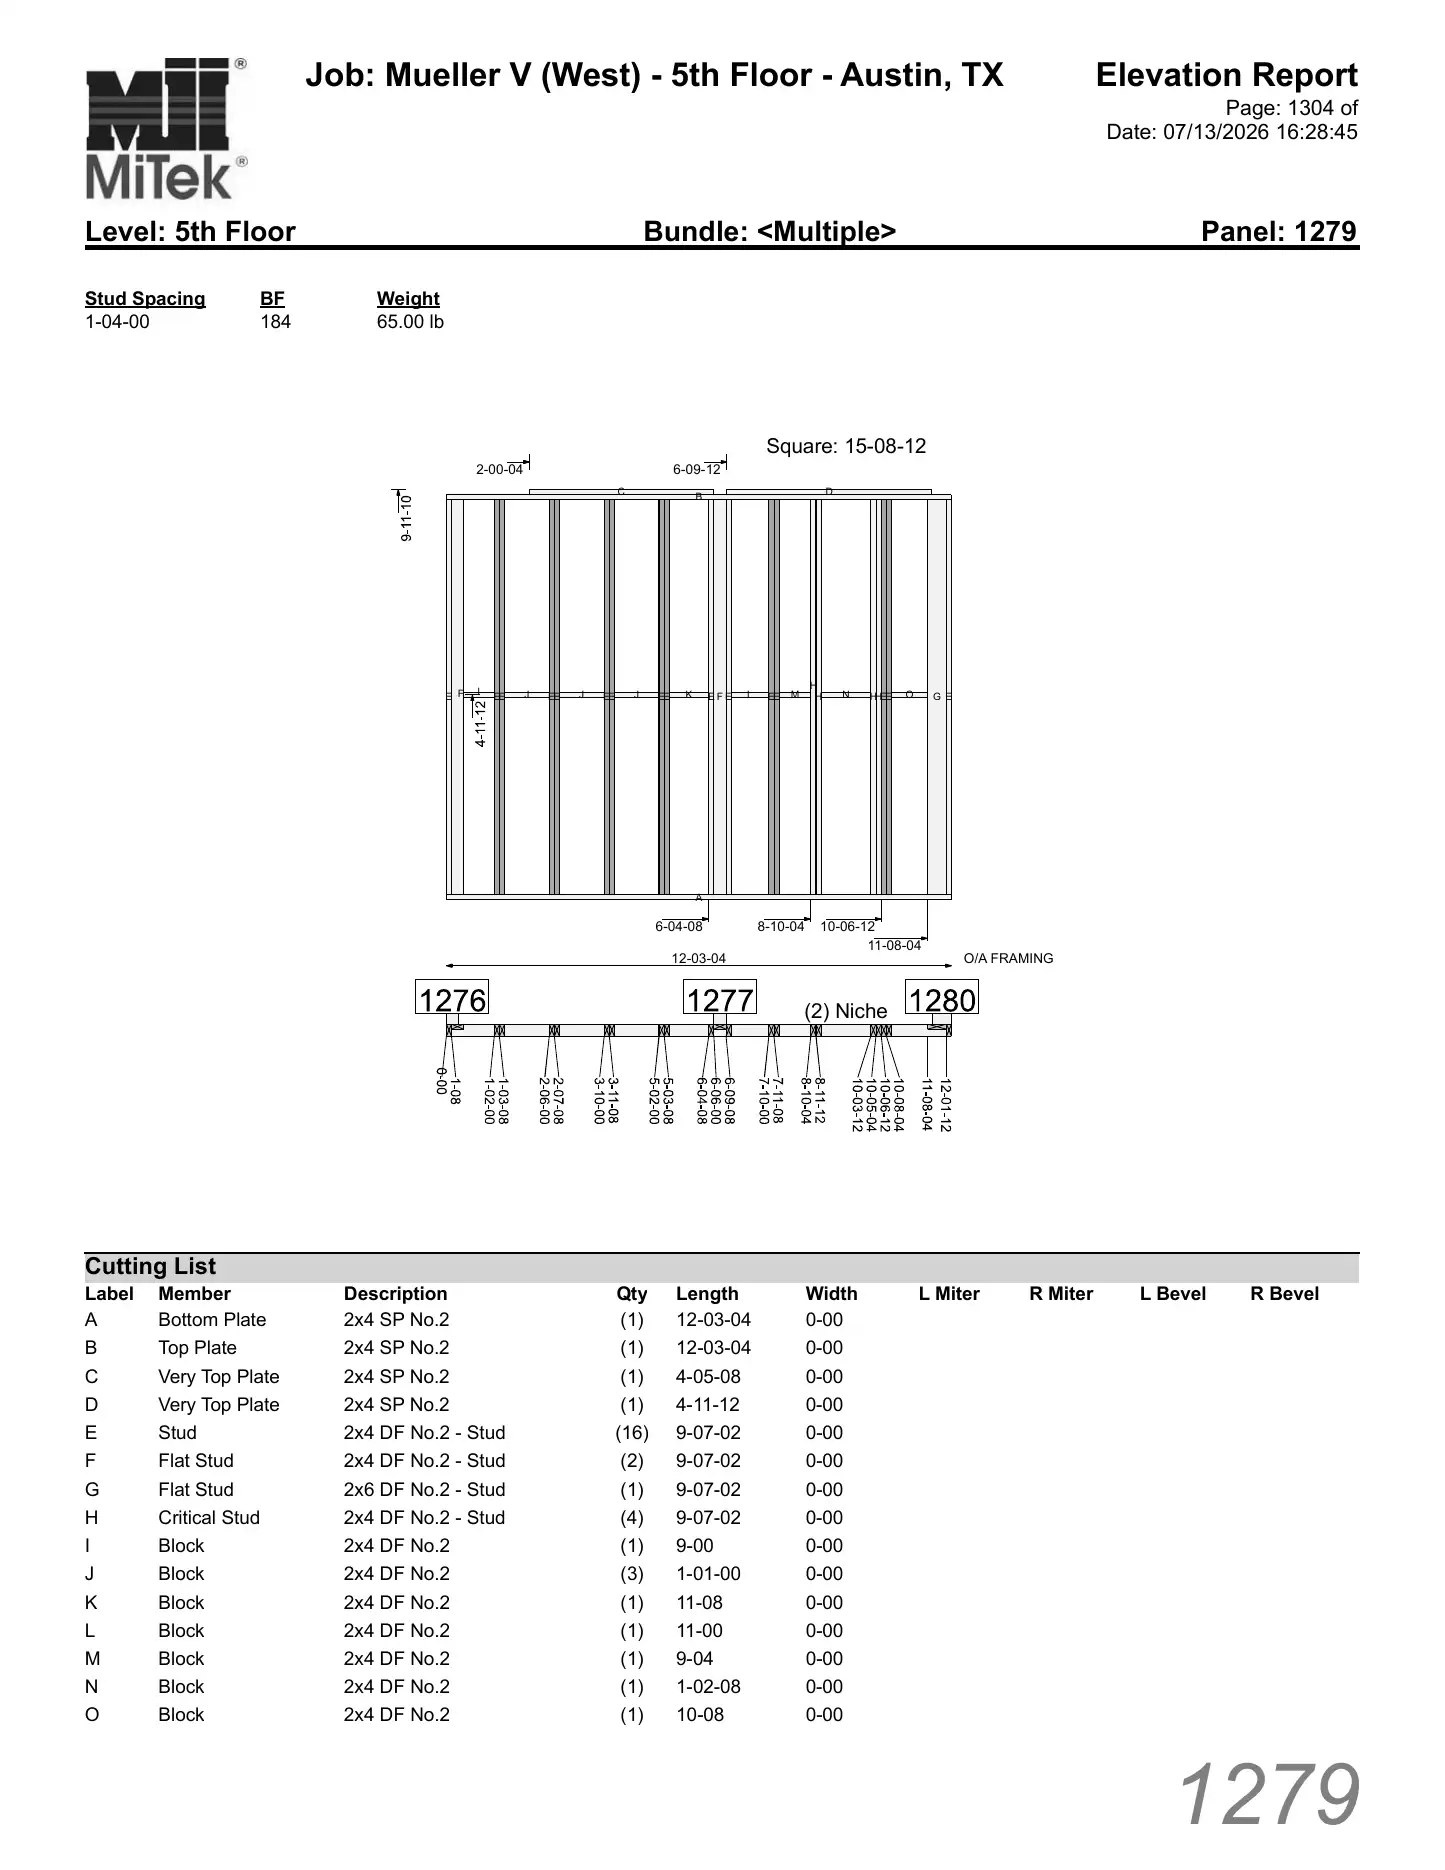 Job: Mueller V (West) - 5th Floor - Austin, TX
Elevation Report
Page: 1304 of
Date: 07/13/2026 16:28:45
MiTek®
Level: 5th Floor Bundle: <Multiple> Panel: 1279
Stud Spacing BF Weight
1-04-00 184 65.00 lb
Square: 15-08-12
2-00-04 6-09-12
C B D
9-11-10
F L J J J K E F I M H H N H H O G
4-11-12
A
6-04-08 8-10-04 10-06-12
11-08-04
12-03-04 O/A FRAMING
1276 1277 (2) Niche 1280
0-00 1-08 1-02-00 1-03-08 2-06-00 2-07-08 3-10-00 3-11-08 5-02-00 5-03-08 6-04-08 6-06-00 6-09-08 7-10-00 7-11-08 8-10-04 8-11-12 10-03-12 10-05-04 10-06-12 10-08-04 11-08-04 12-01-12
Cutting List
Label Member Description Qty Length Width L Miter R Miter L Bevel R Bevel
A Bottom Plate 2x4 SP No.2 (1) 12-03-04 0-00
B Top Plate 2x4 SP No.2 (1) 12-03-04 0-00
C Very Top Plate 2x4 SP No.2 (1) 4-05-08 0-00
D Very Top Plate 2x4 SP No.2 (1) 4-11-12 0-00
E Stud 2x4 DF No.2 - Stud (16) 9-07-02 0-00
F Flat Stud 2x4 DF No.2 - Stud (2) 9-07-02 0-00
G Flat Stud 2x6 DF No.2 - Stud (1) 9-07-02 0-00
H Critical Stud 2x4 DF No.2 - Stud (4) 9-07-02 0-00
I Block 2x4 DF No.2 (1) 9-00 0-00
J Block 2x4 DF No.2 (3) 1-01-00 0-00
K Block 2x4 DF No.2 (1) 11-08 0-00
L Block 2x4 DF No.2 (1) 11-00 0-00
M Block 2x4 DF No.2 (1) 9-04 0-00
N Block 2x4 DF No.2 (1) 1-02-08 0-00
O Block 2x4 DF No.2 (1) 10-08 0-00
1279